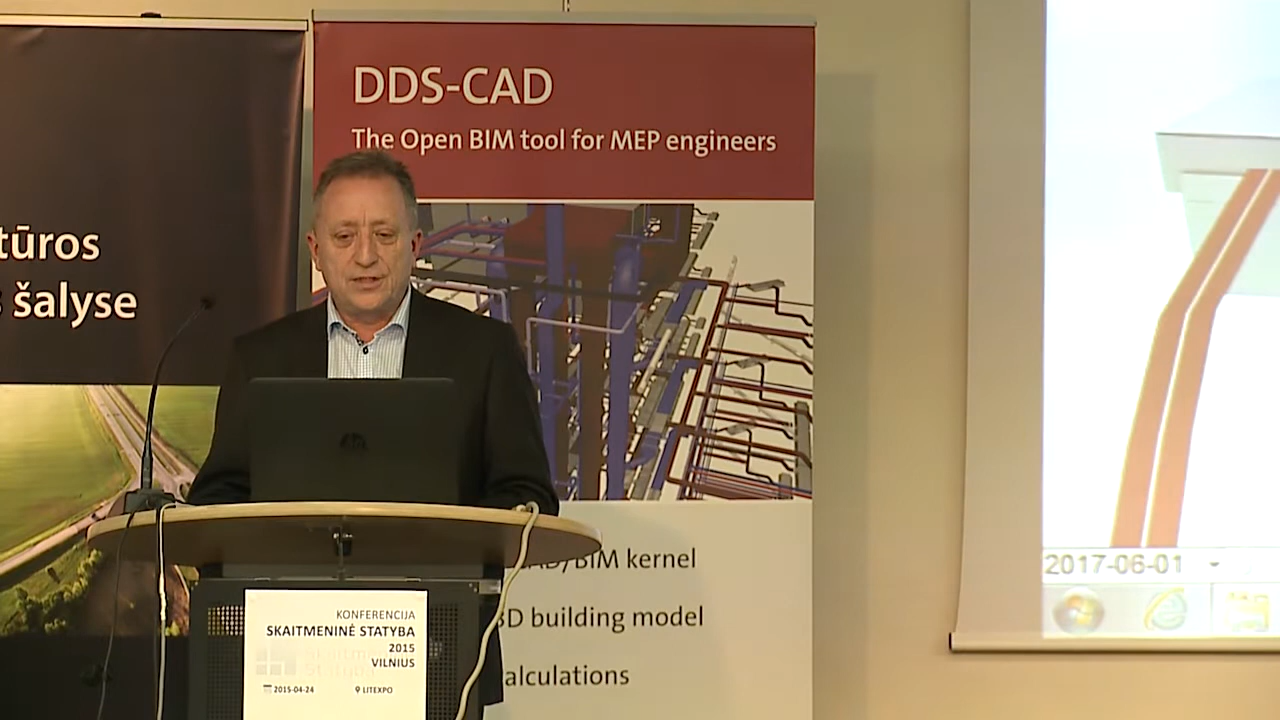 tūros
šalyse
DDS-CAD
The Open BIM tool for MEP engineers
/BIM kernel
3D building model
alculations
KONFERENCIJA
SKAITMENINĖ STATYBA
2015
VILNIUS
2015-04-24
LITEXPO
2017-06-01